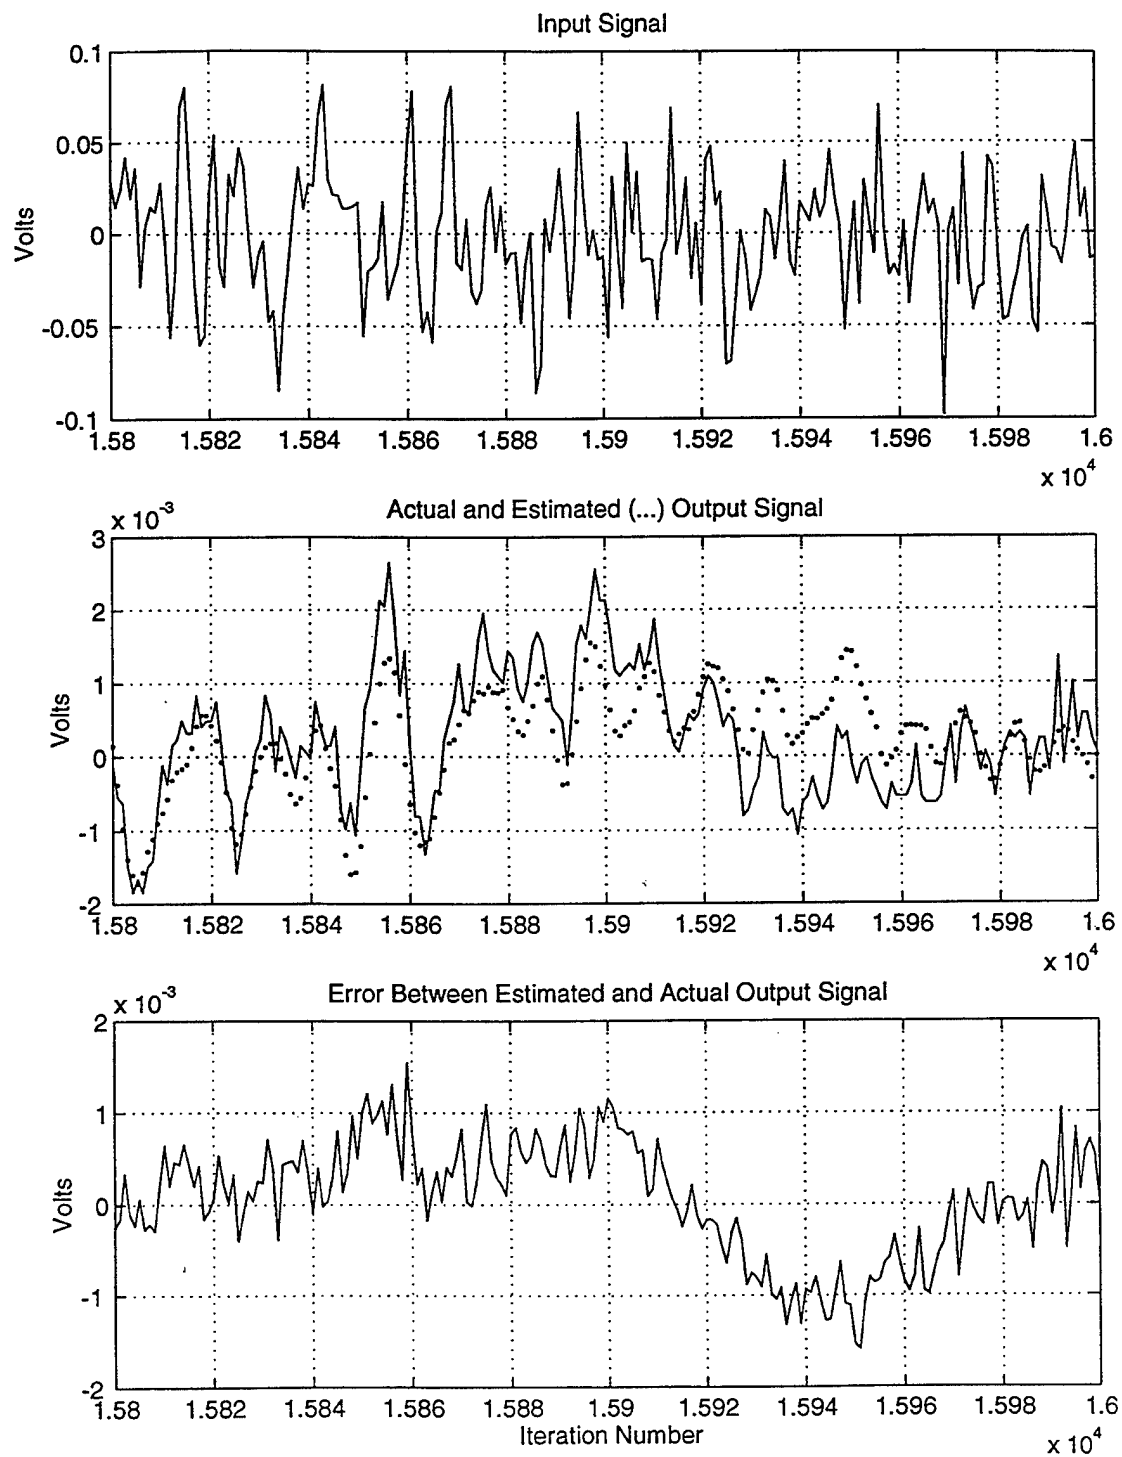 Input Signal
0.1
0.05
0
-0.05
-0.1
Volts
1.58 1.582 1.584 1.586 1.588 1.59 1.592 1.594 1.596 1.598 1.6
x 10^4
x 10^-3
Actual and Estimated (...) Output Signal
3
2
1
0
-1
-2
Volts
1.58 1.582 1.584 1.586 1.588 1.59 1.592 1.594 1.596 1.598 1.6
x 10^4
x 10^-3
Error Between Estimated and Actual Output Signal
2
1
0
-1
-2
Volts
1.58 1.582 1.584 1.586 1.588 1.59 1.592 1.594 1.596 1.598 1.6
Iteration Number
x 10^4